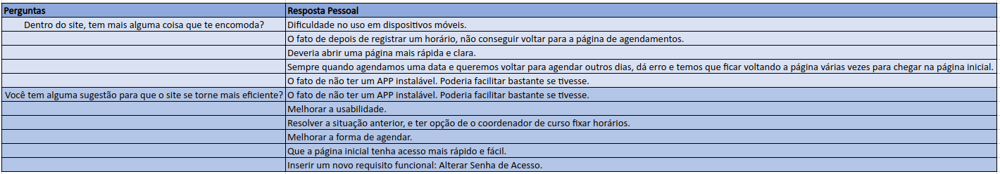 Perguntas Resposta Pessoal
Dentro do site, tem mais alguma coisa que te encomoda? Dificuldade no uso em dispositivos móveis.
O fato de depois de registrar um horário, não conseguir voltar para a página de agendamentos.
Deveria abrir uma página mais rápida e clara.
Sempre quando agendamos uma data e queremos voltar para agendar outros dias, dá erro e temos que ficar voltando a página várias vezes para chegar na página inicial.
O fato de não ter um APP instalável. Poderia facilitar bastante se tivesse.
Você tem alguma sugestão para que o site se torne mais eficiente? O fato de não ter um APP instalável. Poderia facilitar bastante se tivesse.
Melhorar a usabilidade.
Resolver a situação anterior, e ter opção de o coordenador de curso fixar horários.
Melhorar a forma de agendar.
Que a página inicial tenha acesso mais rápido e fácil.
Inserir um novo requisito funcional: Alterar Senha de Acesso.